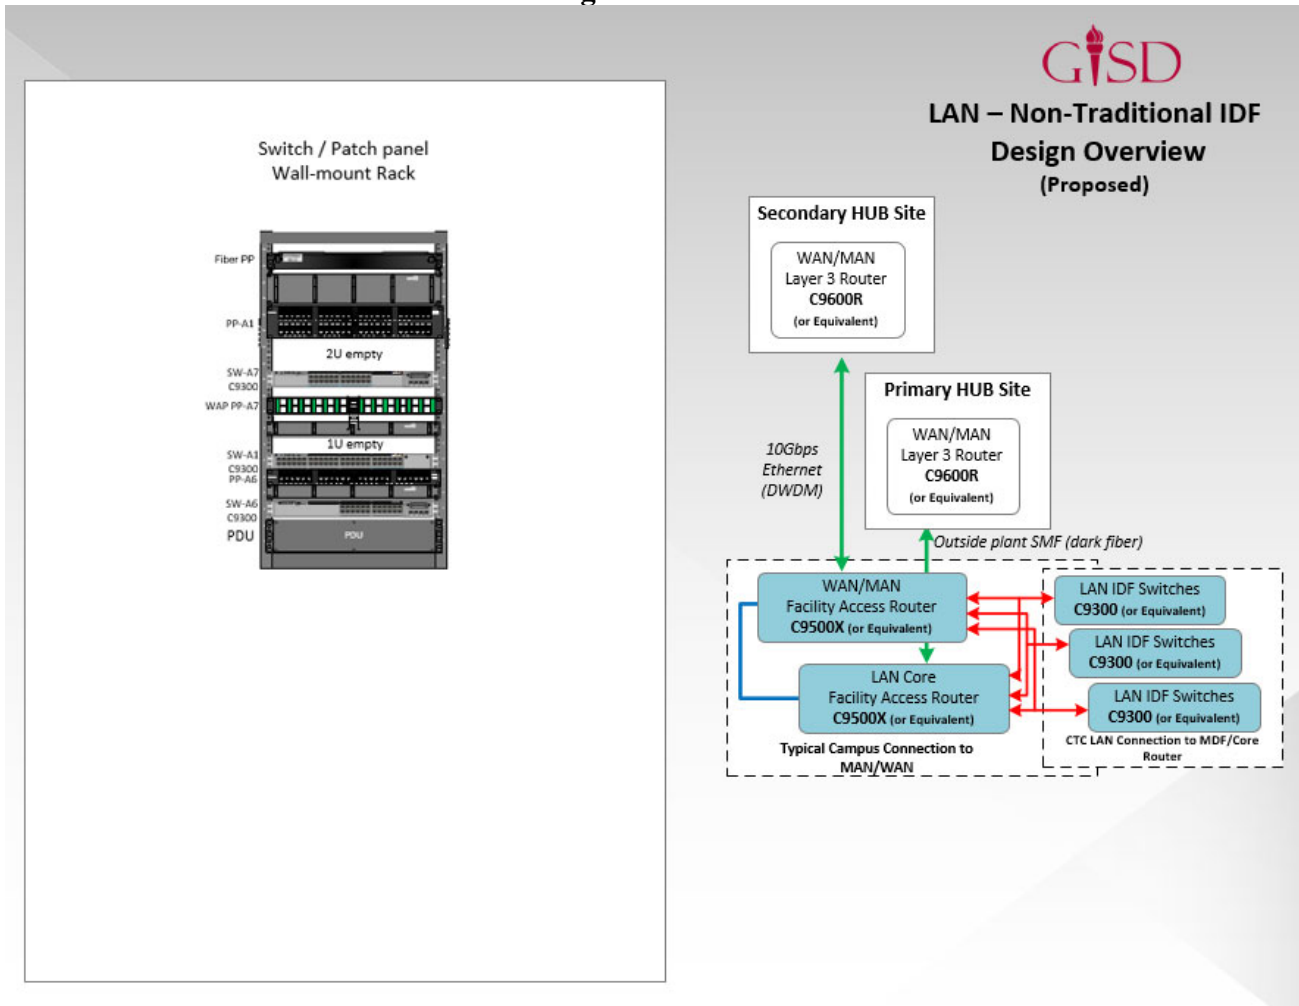 GISD
LAN – Non-Traditional IDF
Design Overview
(Proposed)
Switch / Patch panel
Wall-mount Rack
Fiber PP
PP-A1
2U empty
SW-A7
C9300
WAP PP-A7
1U empty
SW-A1
C9300
PP-A6
SW-A6
C9300
PDU
PDU
Secondary HUB Site
WAN/MAN
Layer 3 Router
C9600R
(or Equivalent)
Primary HUB Site
WAN/MAN
Layer 3 Router
C9600R
(or Equivalent)
10Gbps
Ethernet
(DWDM)
Outside plant SMF (dark fiber)
WAN/MAN
Facility Access Router
C9500X (or Equivalent)
LAN Core
Facility Access Router
C9500X (or Equivalent)
Typical Campus Connection to
MAN/WAN
LAN IDF Switches
C9300 (or Equivalent)
LAN IDF Switches
C9300 (or Equivalent)
LAN IDF Switches
C9300 (or Equivalent)
CTC LAN Connection to MDF/Core
Router